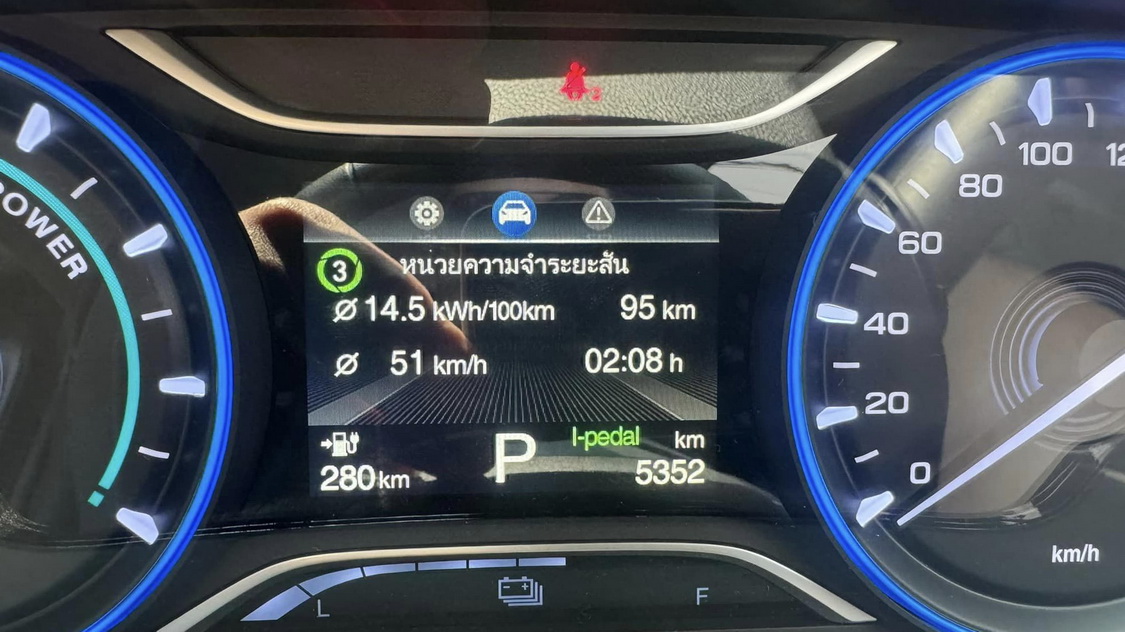 POWER
3 หน่วยความจำระยะสั้น
Ø 14.5 kWh/100km 95 km
Ø 51 km/h 02:08 h
I-pedal km
280 km P 5352
L F
100
80
60
40
20
0
km/h